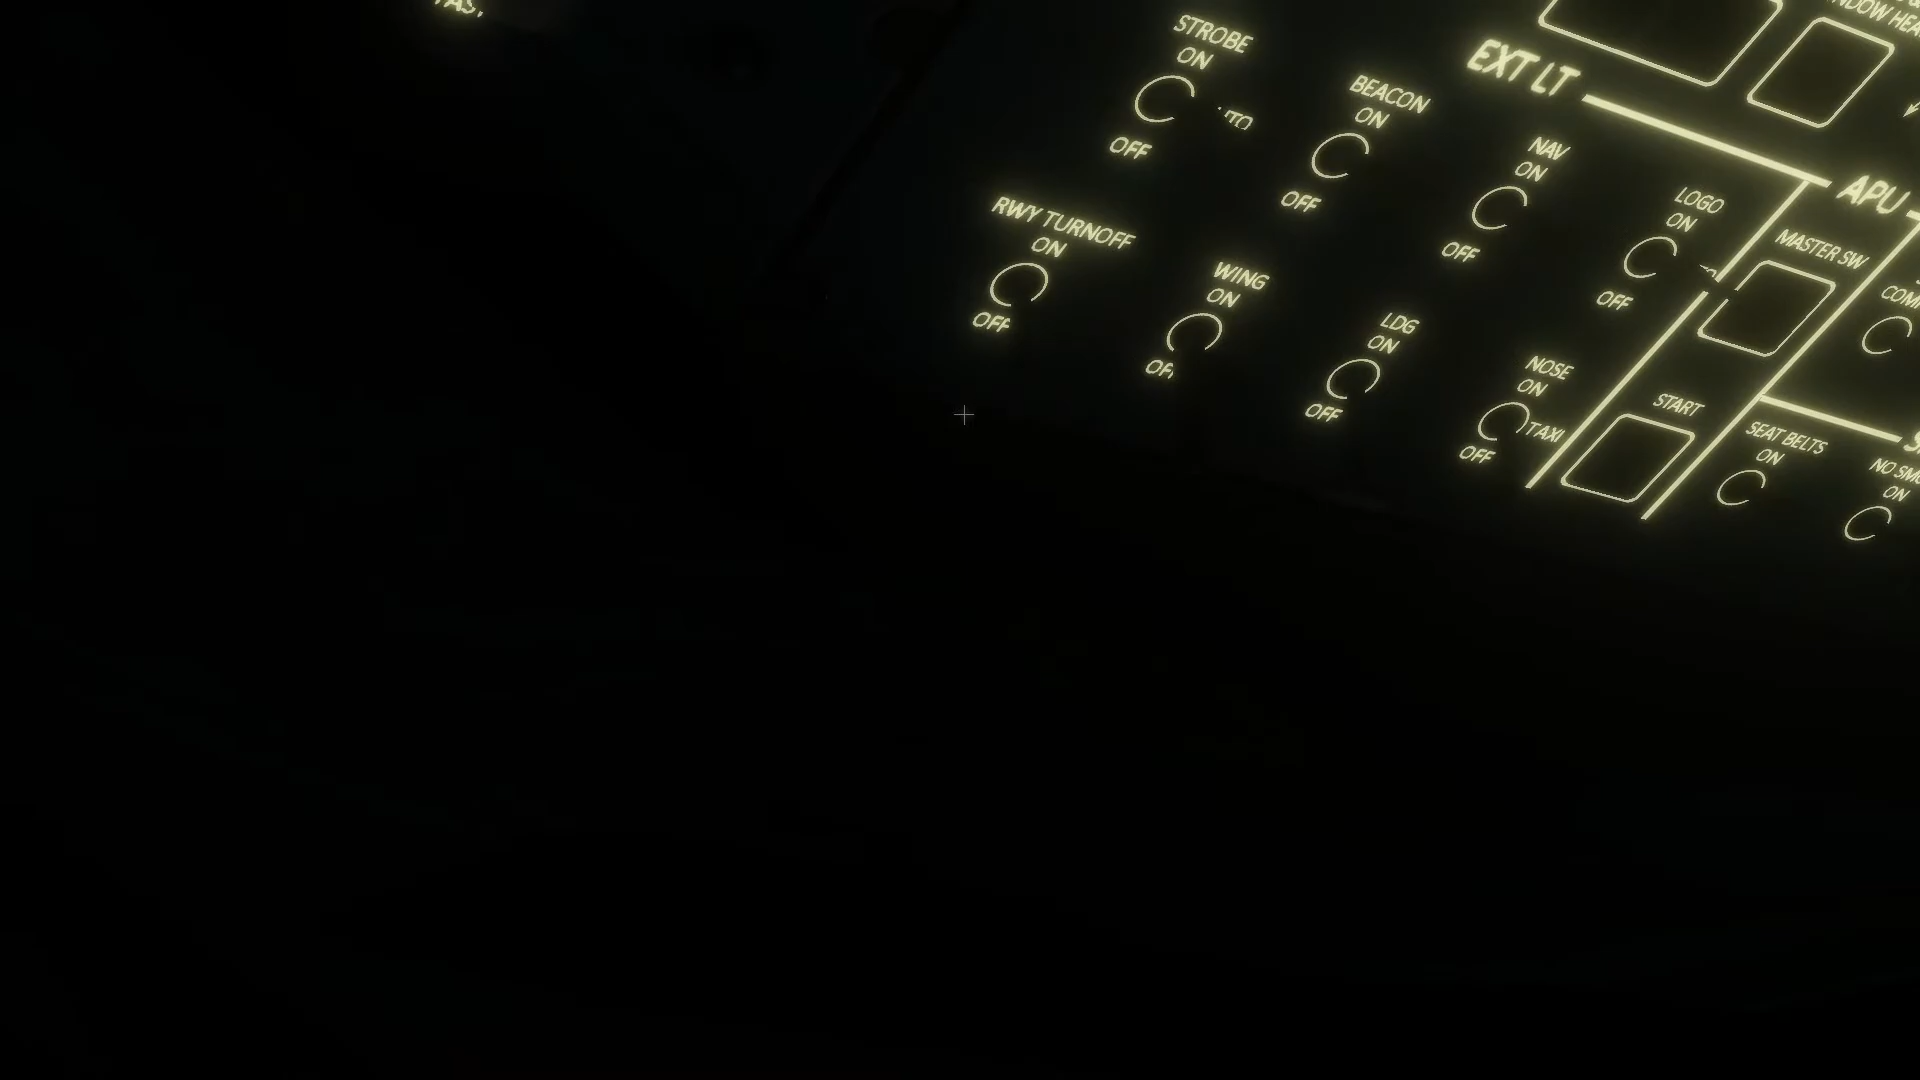 STROBE
ON
OFF
BEACON
ON
OFF
EXT LT
NAV
ON
OFF
LOGO
ON
OFF
APU
MASTER SW
RWY TURNOFF
ON
OFF
WING
ON
LDG
ON
OFF
NOSE
ON
TAXI
OFF
START
SEAT BELTS
ON
ON